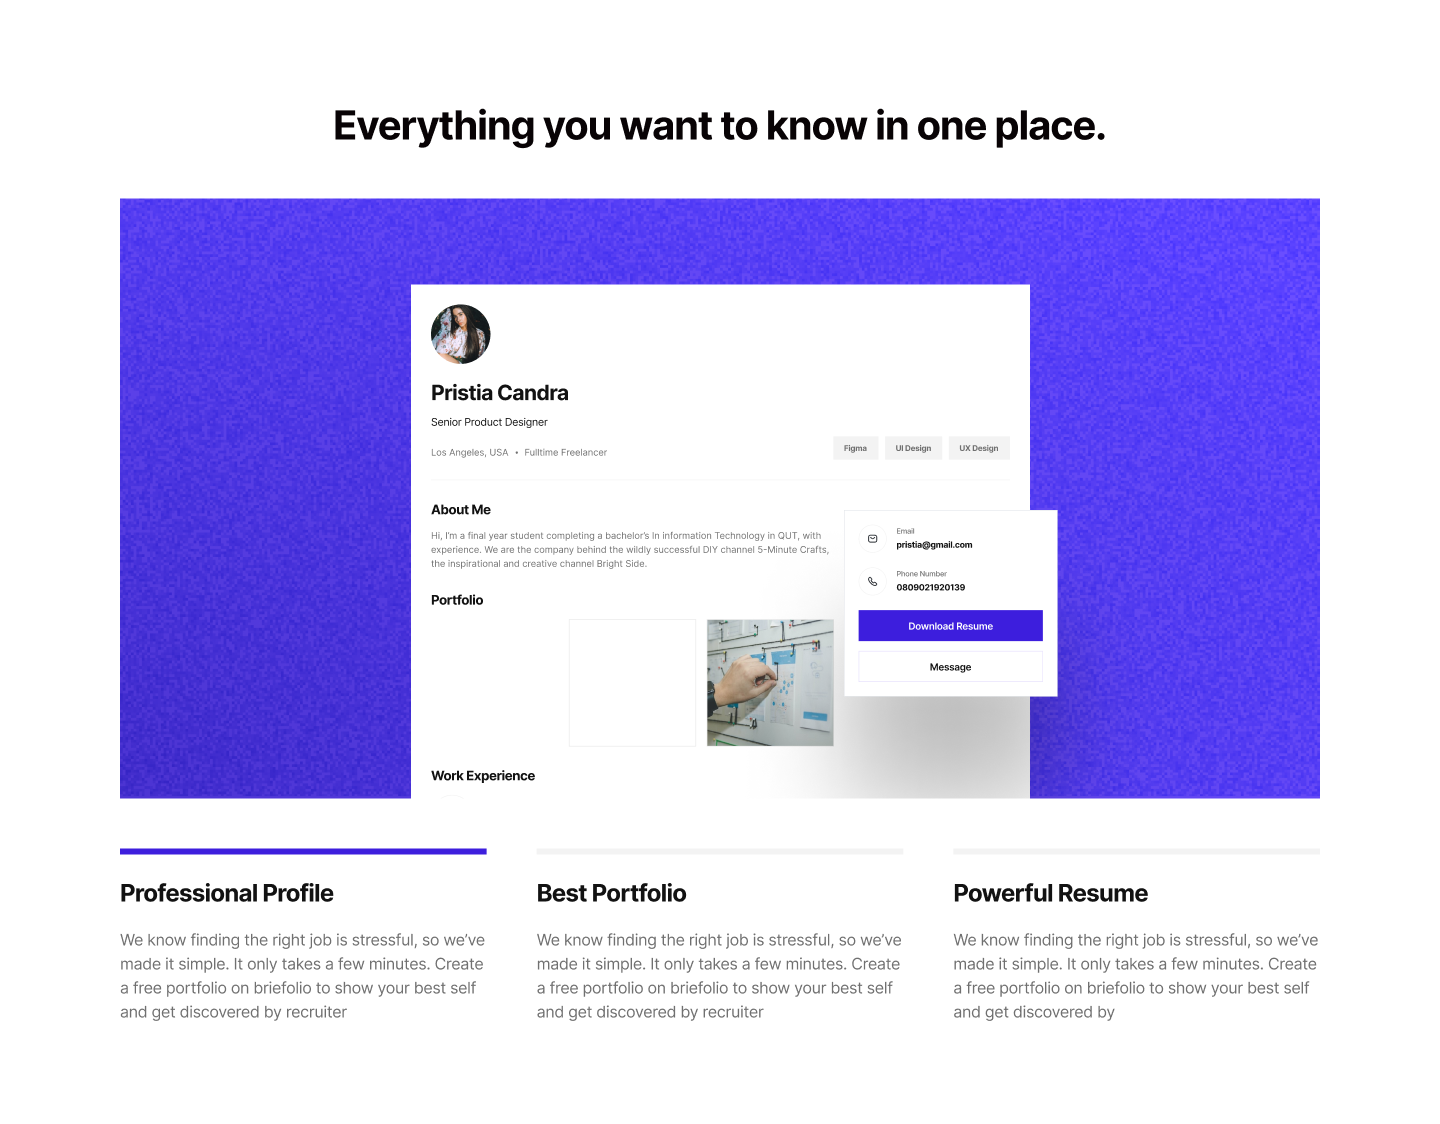 Everything you want to know in one place.
Pristia Candra
Senior Product Designer
Los Angeles, USA • Fulltime Freelancer
Figma
UI Design
UX Design
About Me
Hi, I'm a final year student completing a bachelor's In information Technology in QUT, with
experience. We are the company behind the wildly successful DIY channel 5-Minute Crafts,
the inspirational and creative channel Bright Side.
Email
pristia@gmail.com
Phone Number
0809021920139
Download Resume
Message
Portfolio
Work Experience
Professional Profile
We know finding the right job is stressful, so we've
made it simple. It only takes a few minutes. Create
a free portfolio on briefolio to show your best self
and get discovered by recruiter
Best Portfolio
We know finding the right job is stressful, so we've
made it simple. It only takes a few minutes. Create
a free portfolio on briefolio to show your best self
and get discovered by recruiter
Powerful Resume
We know finding the right job is stressful, so we've
made it simple. It only takes a few minutes. Create
a free portfolio on briefolio to show your best self
and get discovered by